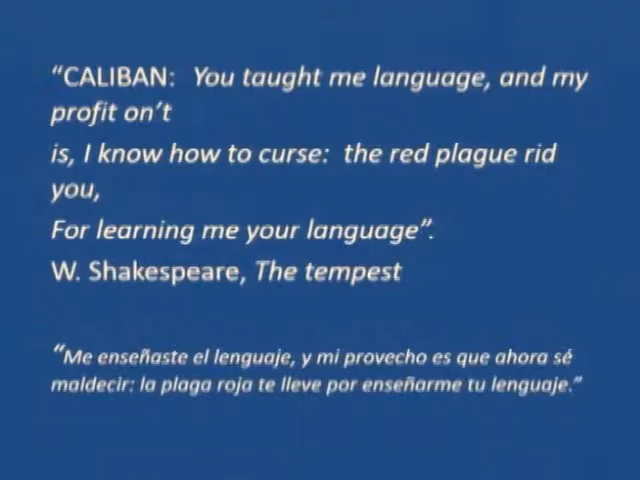 “CALIBAN: You taught me language, and my
profit on’t
is, I know how to curse: the red plague rid
you,
For learning me your language”.
W. Shakespeare, The tempest
“Me enseñaste el lenguaje, y mi provecho es que ahora sé
maldecir: la plaga roja te lleve por enseñarme tu lenguaje.”